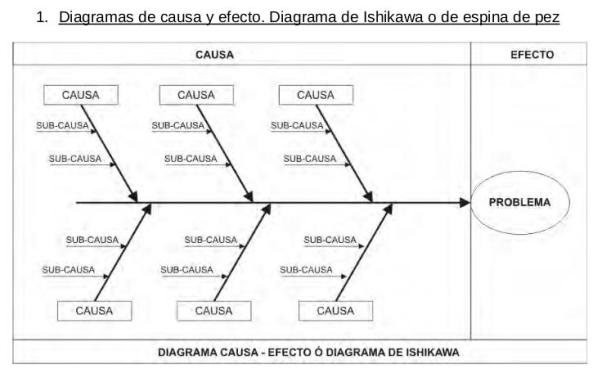 1. Diagramas de causa y efecto. Diagrama de Ishikawa o de espina de pez
CAUSA EFECTO
CAUSA CAUSA CAUSA
SUB-CAUSA SUB-CAUSA SUB-CAUSA
SUB-CAUSA SUB-CAUSA SUB-CAUSA
PROBLEMA
SUB-CAUSA SUB-CAUSA SUB-CAUSA
SUB-CAUSA SUB-CAUSA SUB-CAUSA
CAUSA CAUSA CAUSA
DIAGRAMA CAUSA - EFECTO Ó DIAGRAMA DE ISHIKAWA